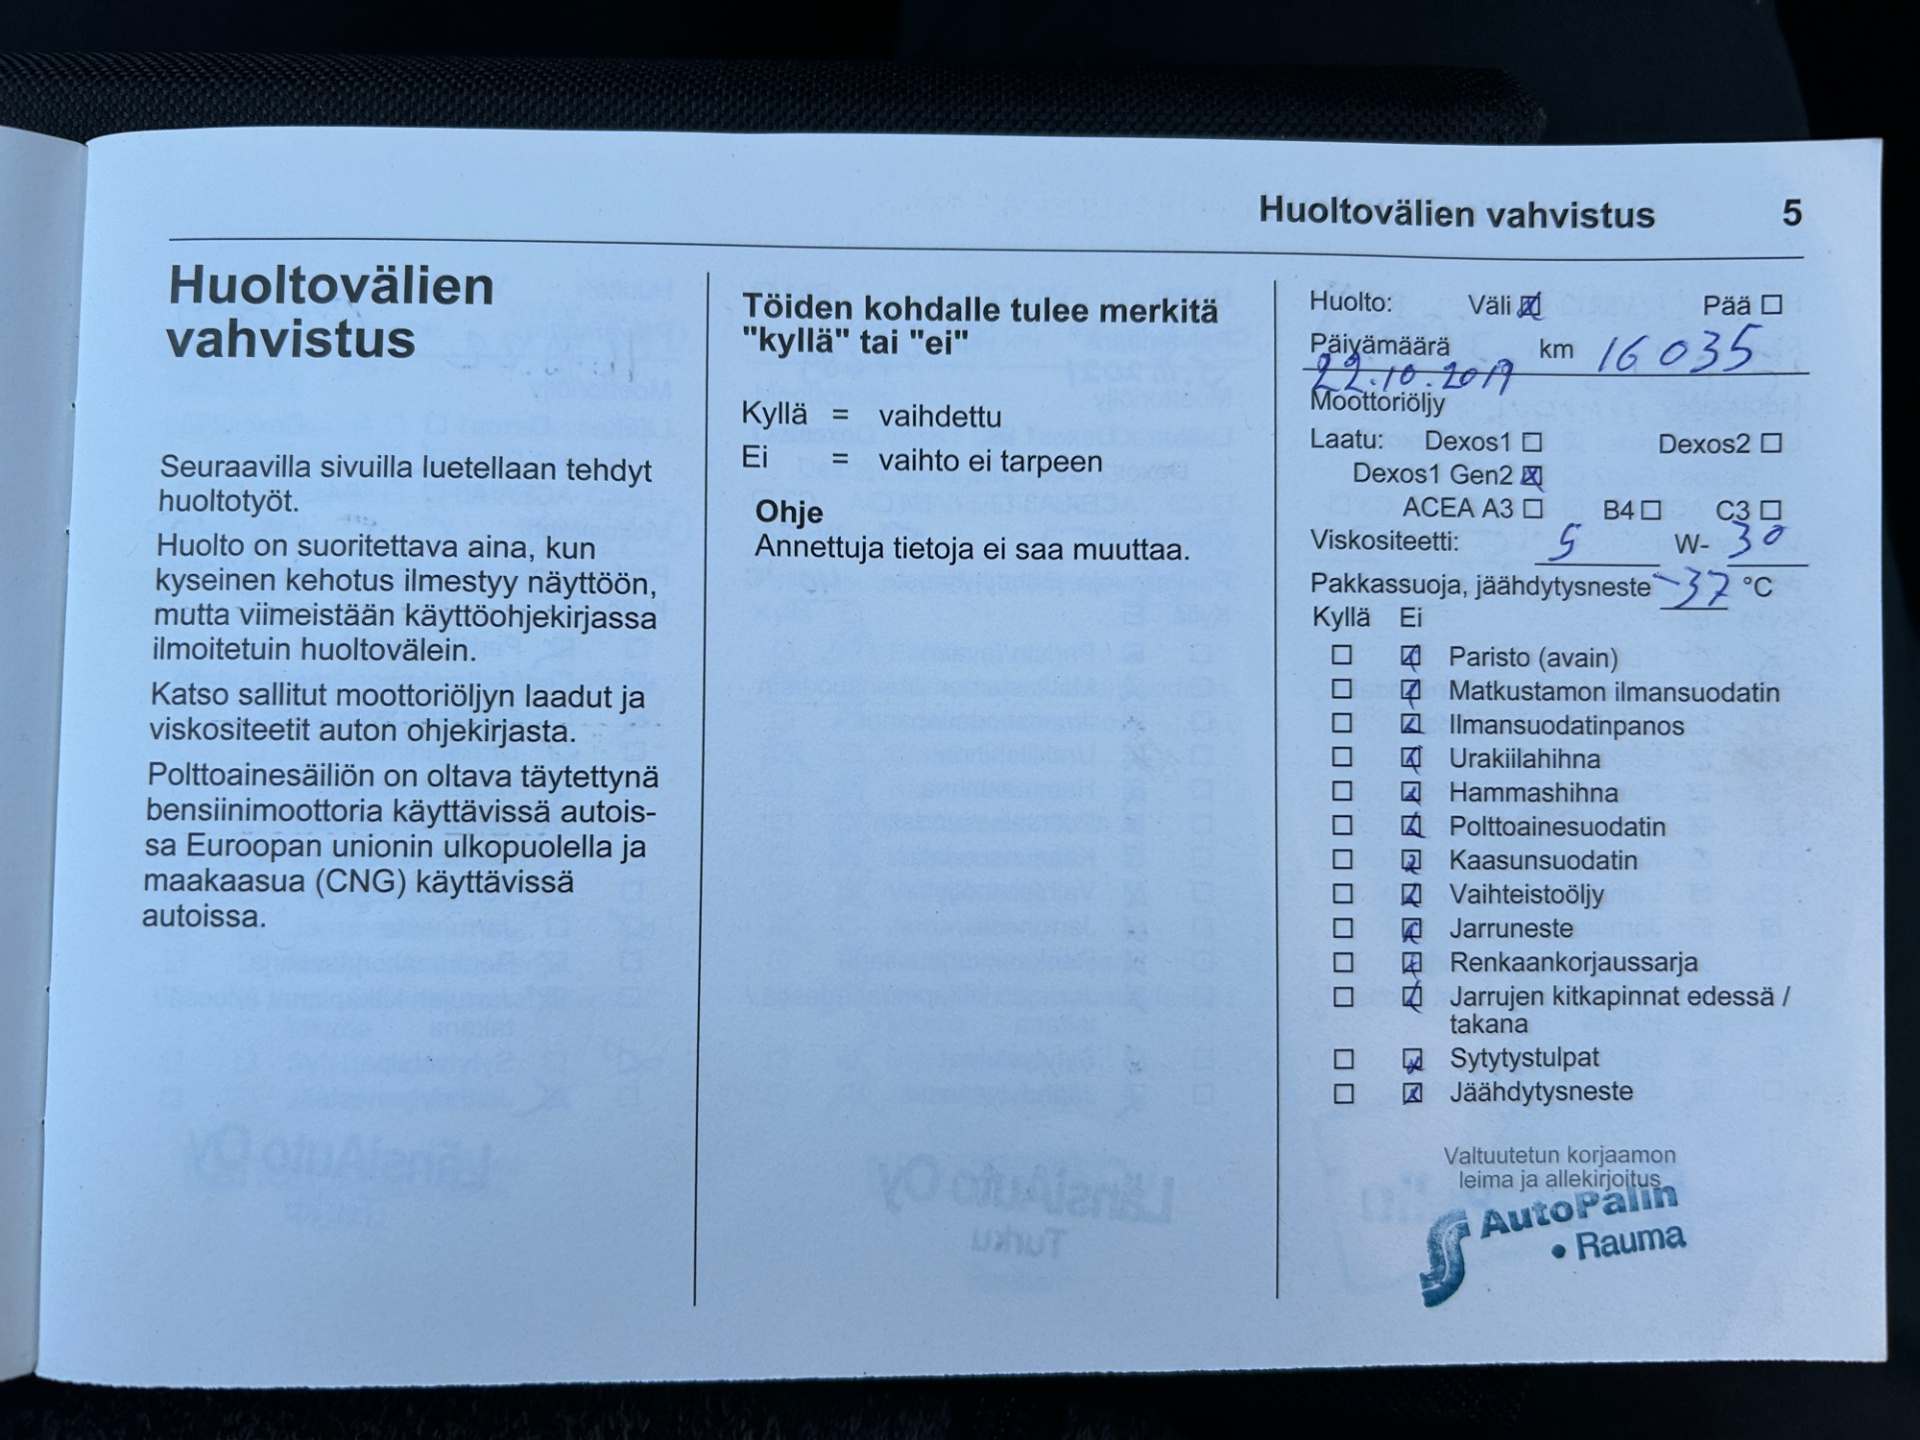 Huoltovälien vahvistus 5
Huoltovälien
vahvistus
Seuraavilla sivuilla luetellaan tehdyt
huoltotyöt.
Huolto on suoritettava aina, kun
kyseinen kehotus ilmestyy näyttöön,
mutta viimeistään käyttöohjekirjassa
ilmoitetuin huoltovälein.
Katso sallitut moottoriöljyn laadut ja
viskositeetit auton ohjekirjasta.
Polttoainesäiliön on oltava täytettynä
bensiinimoottoria käyttävissä autois-
sa Euroopan unionin ulkopuolella ja
maakaasua (CNG) käyttävissä
autoissa.
Töiden kohdalle tulee merkitä
"kyllä" tai "ei"
Kyllä = vaihdettu
Ei = vaihto ei tarpeen
Ohje
Annettuja tietoja ei saa muuttaa.
Huolto: Väli ☒ Pää ☐
Päivämäärä km 16 035
22.10.2019
Moottoriöljy
Laatu: Dexos1 ☐ Dexos2 ☐
Dexos1 Gen2 ☒
ACEA A3 ☐ B4 ☐ C3 ☐
Viskositeetti: 5 W- 30
Pakkassuoja, jäähdytysneste -37 °C
Kyllä Ei
☐ ☒ Paristo (avain)
☐ ☒ Matkustamon ilmansuodatin
☐ ☒ Ilmansuodatinpanos
☐ ☒ Urakiilahihna
☐ ☒ Hammashihna
☐ ☒ Polttoainesuodatin
☐ ☒ Kaasunsuodatin
☐ ☒ Vaihteistoöljy
☐ ☒ Jarruneste
☐ ☒ Renkaankorjaussarja
☐ ☒ Jarrujen kitkapinnat edessä /
takana
☐ ☒ Sytytystulpat
☐ ☒ Jäähdytysneste
Valtuutetun korjaamon
leima ja allekirjoitus
AutoPalin
• Rauma